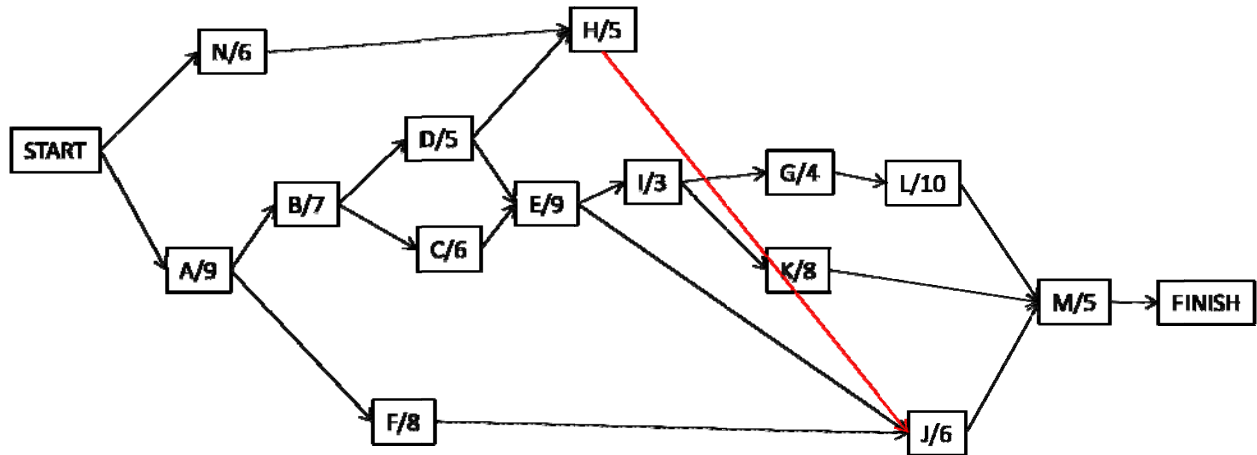 H/5
N/6
START
D/5
I/3
G/4
L/10
B/7
E/9
C/6
A/9
K/8
M/5
FINISH
F/8
J/6